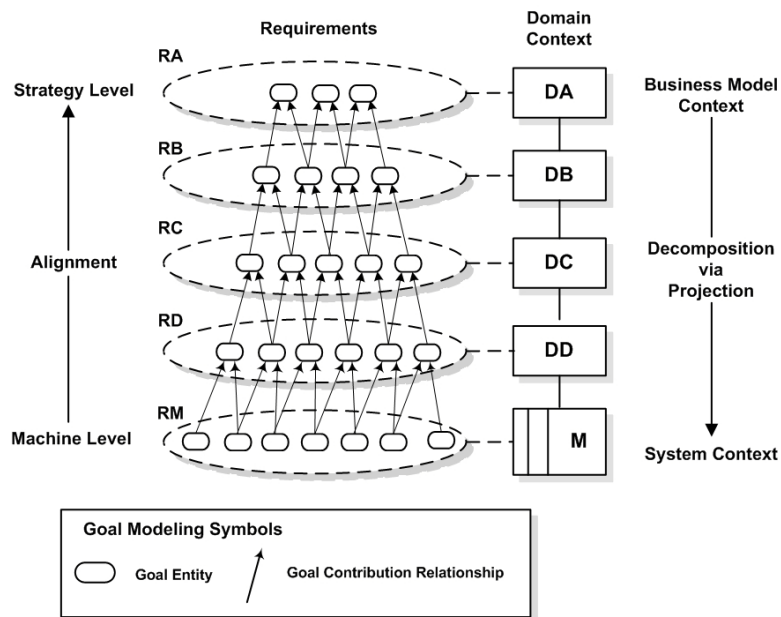 Requirements
Domain
Context
RA
Strategy Level
DA
Business Model
Context
RB
DB
RC
Alignment
DC
Decomposition
via
Projection
RD
DD
RM
Machine Level
M
System Context
Goal Modeling Symbols
Goal Entity
Goal Contribution Relationship